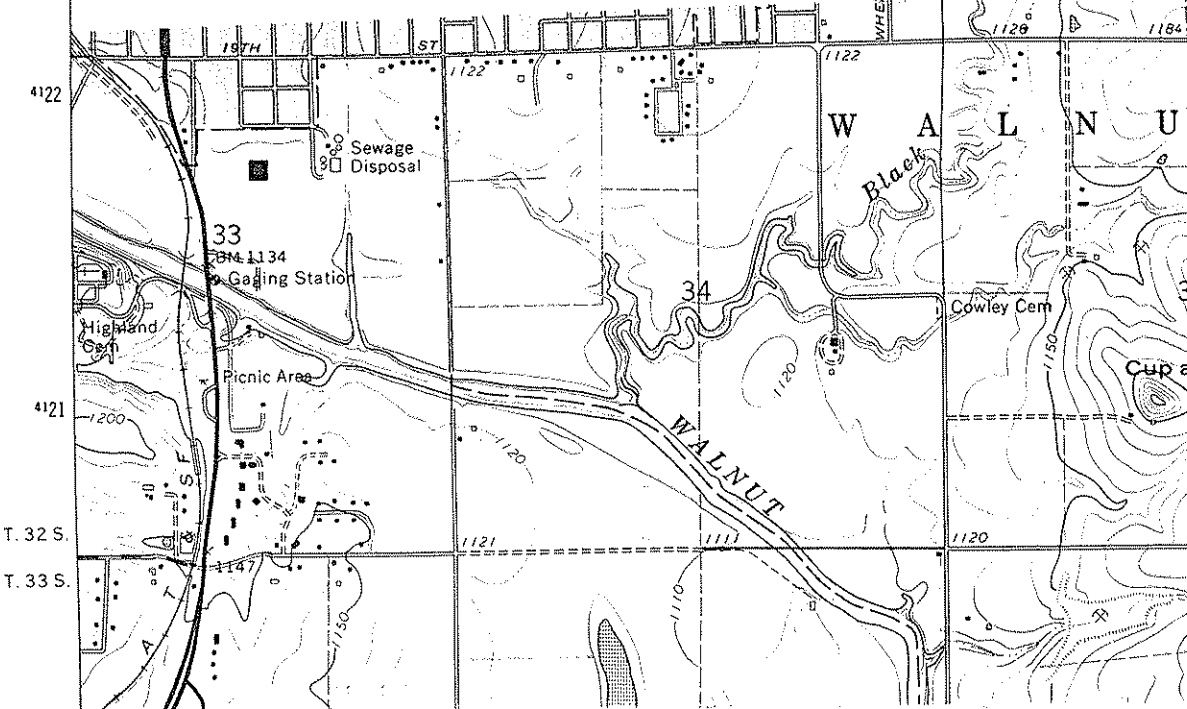 19TH ST
1122
1122
WHE
1126
1184
4122
W A L N U
Sewage
Disposal
Black
33
BM 1134
Gaging Station
34
Cowley Cem
Highland
Cem
1150
Picnic Area
1120
Cup a
4121
1200
WALNUT
1120
S F
T. 32 S.
1121
1111
1120
T. 33 S.
1147
1150
1110
A T &